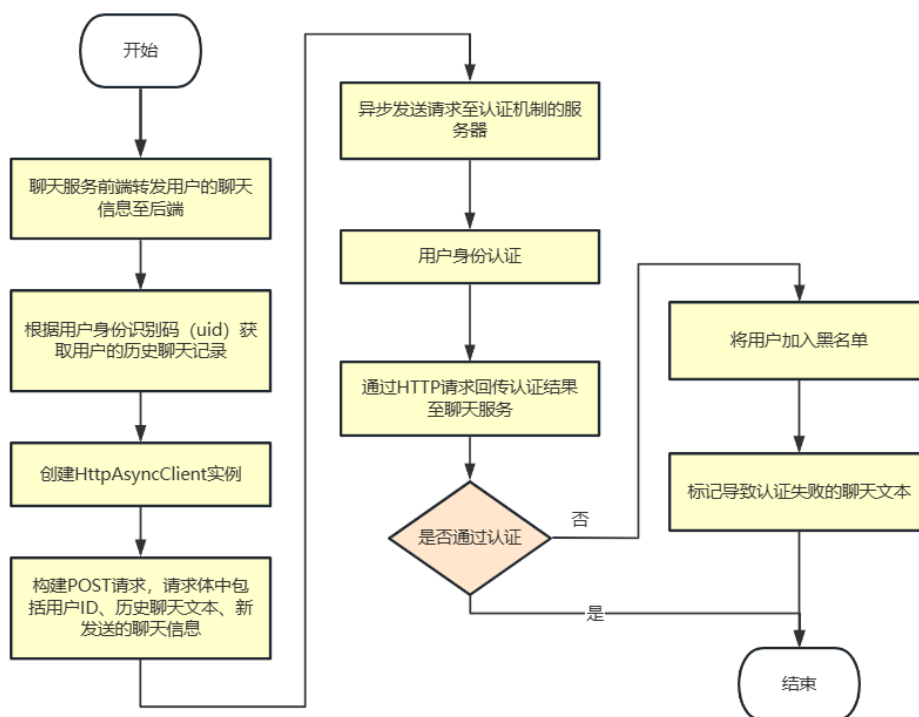 开始
聊天服务前端转发用户的聊天
信息至后端
根据用户身份识别码（uid）获
取用户的历史聊天记录
创建HttpAsyncClient实例
构建POST请求，请求体中包
括用户ID、历史聊天文本、新
发送的聊天信息
异步发送请求至认证机制的服
务器
用户身份认证
通过HTTP请求回传认证结果
至聊天服务
是否通过认证
否
是
将用户加入黑名单
标记导致认证失败的聊天文本
结束